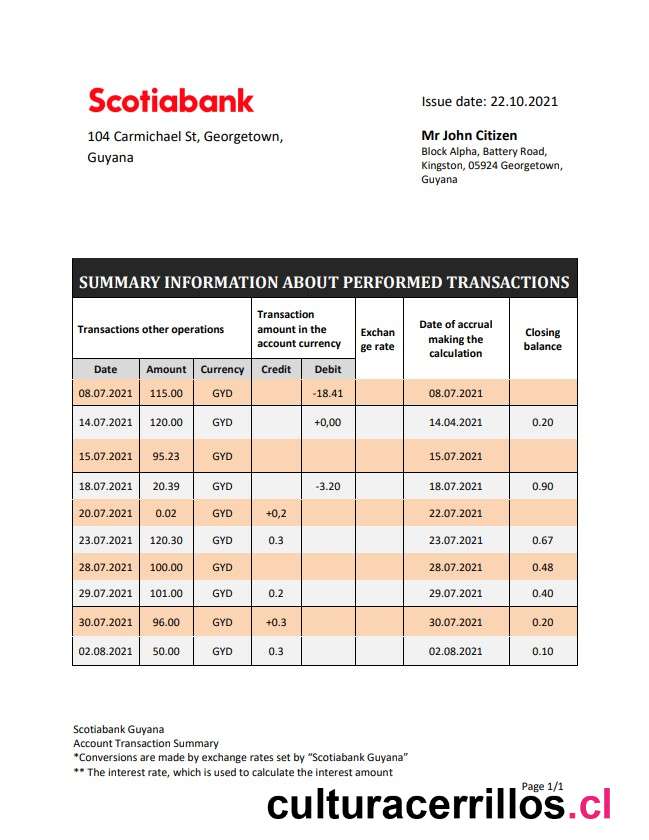 Scotiabank
104 Carmichael St, Georgetown,
Guyana
Issue date: 22.10.2021
Mr John Citizen
Block Alpha, Battery Road,
Kingston, 05924 Georgetown,
Guyana
SUMMARY INFORMATION ABOUT PERFORMED TRANSACTIONS
Transactions other operations
Transaction
amount in the
account currency
Exchan
ge rate
Date of accrual
making the
calculation
Closing
balance
Date Amount Currency Credit Debit
08.07.2021 115.00 GYD -18.41 08.07.2021
14.07.2021 120.00 GYD +0,00 14.04.2021 0.20
15.07.2021 95.23 GYD 15.07.2021
18.07.2021 20.39 GYD -3.20 18.07.2021 0.90
20.07.2021 0.02 GYD +0,2 22.07.2021
23.07.2021 120.30 GYD 0.3 23.07.2021 0.67
28.07.2021 100.00 GYD 28.07.2021 0.48
29.07.2021 101.00 GYD 0.2 29.07.2021 0.40
30.07.2021 96.00 GYD +0.3 30.07.2021 0.20
02.08.2021 50.00 GYD 0.3 02.08.2021 0.10
Scotiabank Guyana
Account Transaction Summary
*Conversions are made by exchange rates set by “Scotiabank Guyana”
** The interest rate, which is used to calculate the interest amount
Page 1/1
culturacerrillos.cl